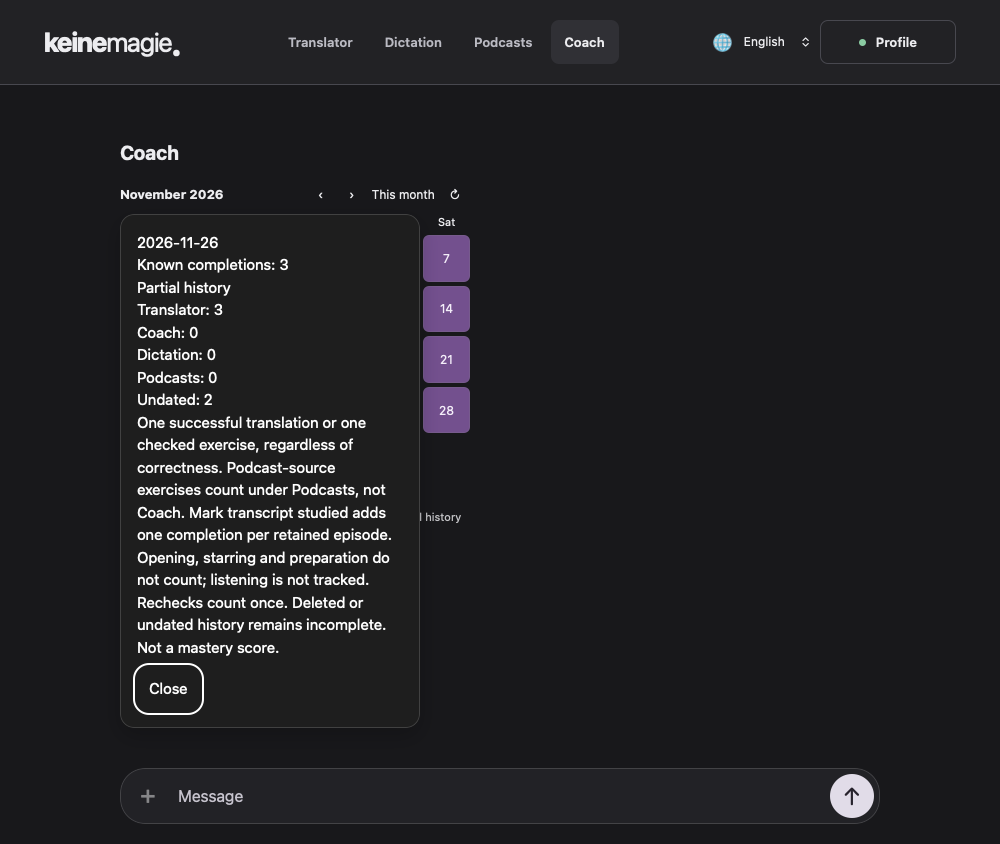 keinemagie.
Translator
Dictation
Podcasts
Coach
English
Profile
Coach
November 2026
This month
Sat
7
14
21
28
2026-11-26
Known completions: 3
Partial history
Translator: 3
Coach: 0
Dictation: 0
Podcasts: 0
Undated: 2
One successful translation or one
checked exercise, regardless of
correctness. Podcast-source
exercises count under Podcasts, not
Coach. Mark transcript studied adds
one completion per retained episode.
Opening, starring and preparation do
not count; listening is not tracked.
Rechecks count once. Deleted or
undated history remains incomplete.
Not a mastery score.
Close
history
Message